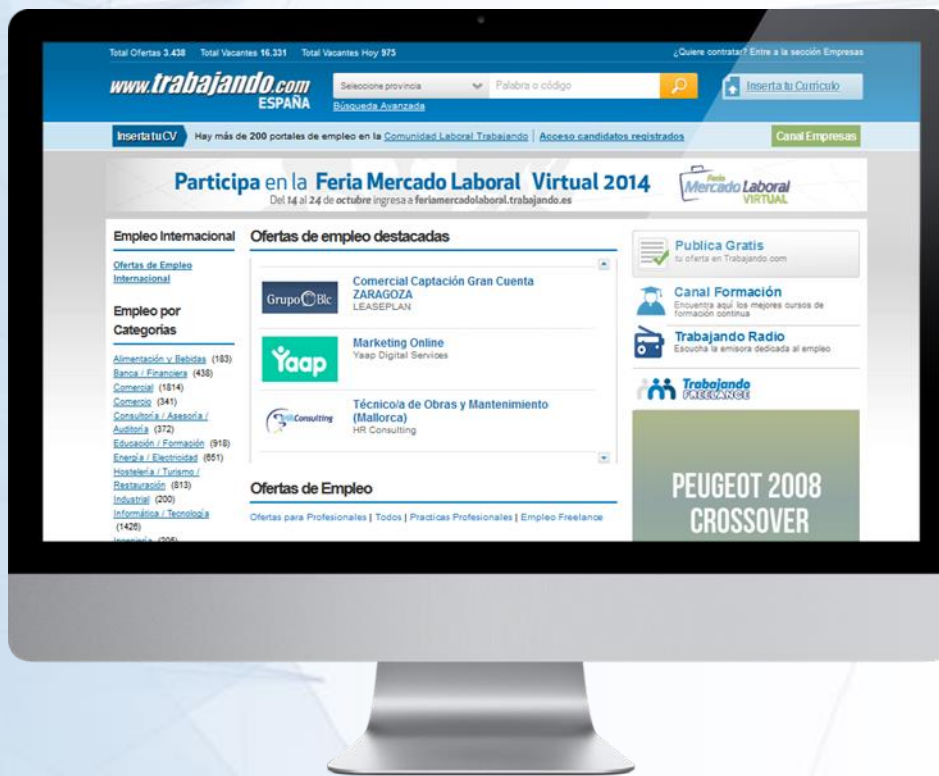 Total Ofertas 3.438 Total Vacantes 16.331 Total Vacantes Hoy 975 ¿Quiere contratar? Entre a la sección Empresas
www.trabajando.com
ESPAÑA
Seleccione provincia Palabra o código
Inserta tu Currículo
Búsqueda Avanzada
Inserta tu CV Hay más de 200 portales de empleo en la Comunidad Laboral Trabajando | Acceso candidatos registrados Canal Empresas
Participa en la Feria Mercado Laboral Virtual 2014
Del 14 al 24 de octubre ingresa a feriamercadolaboral.trabajando.es
Feria
Mercado Laboral
VIRTUAL
Empleo Internacional
Ofertas de Empleo
Internacional
Empleo por
Categorías
Alimentación y Bebidas (183)
Banca / Financiera (438)
Comercial (1814)
Comercio (341)
Consultoría / Asesoría /
Auditoría (372)
Educación / Formación (918)
Energía / Electricidad (651)
Hostelería / Turismo /
Restauración (813)
Industrial (200)
Informática / Tecnología
(1426)
Ofertas de empleo destacadas
Grupo Blc
Comercial Captación Gran Cuenta
ZARAGOZA
LEASEPLAN
Yaap
Marketing Online
Yaap Digital Services
HR Consulting
Técnico/a de Obras y Mantenimiento
(Mallorca)
HR Consulting
Ofertas de Empleo
Ofertas para Profesionales | Todos | Practicas Profesionales | Empleo Freelance
Publica Gratis
tu oferta en Trabajando.com
Canal Formación
Encuentra aquí los mejores cursos de
formación continua
Trabajando Radio
Escucha la emisora dedicada al empleo
Trabajando
FREELANCE
PEUGEOT 2008
CROSSOVER